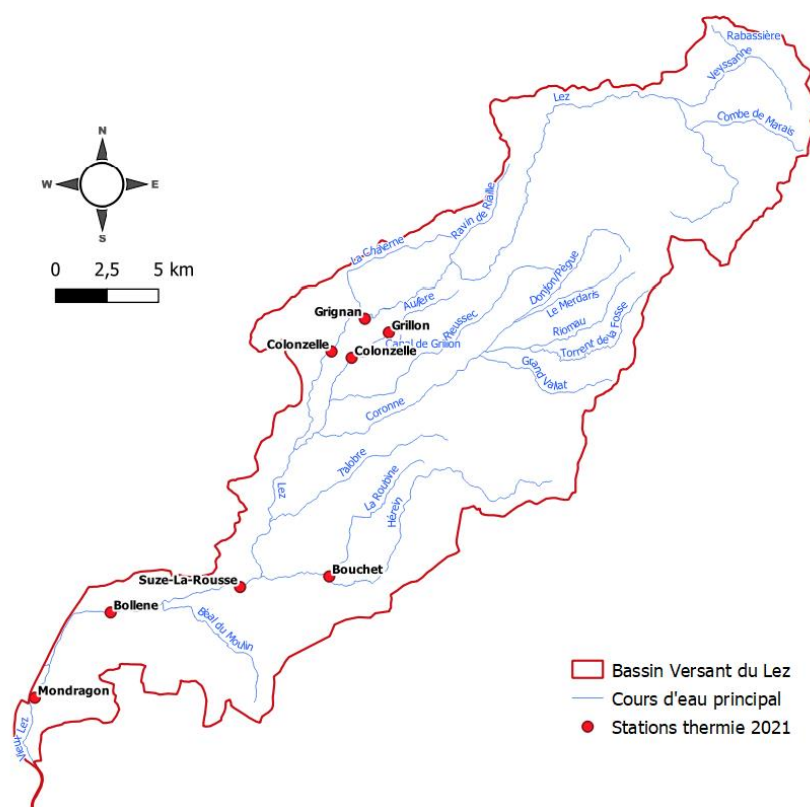 Rabassière
Veyssanne
Lez
Combe de Marais
N
W
E
S
0 2,5 5 km
Ravin de Rialle
La Chaverne
Donjon/Pègue
Aulière
Le Merdaris
Grignan
Grillon
Rieussec
Riomau
Canal de Grillon
Torrent de la Fosse
Colonzelle
Colonzelle
Grand Vallat
Coronne
Talobre
La Roubine
Lez
Hérein
Bouchet
Suze-La-Rousse
Bollene
Béal du Moulin
Mondragon
Vieux Lez
Bassin Versant du Lez
Cours d'eau principal
Stations thermie 2021